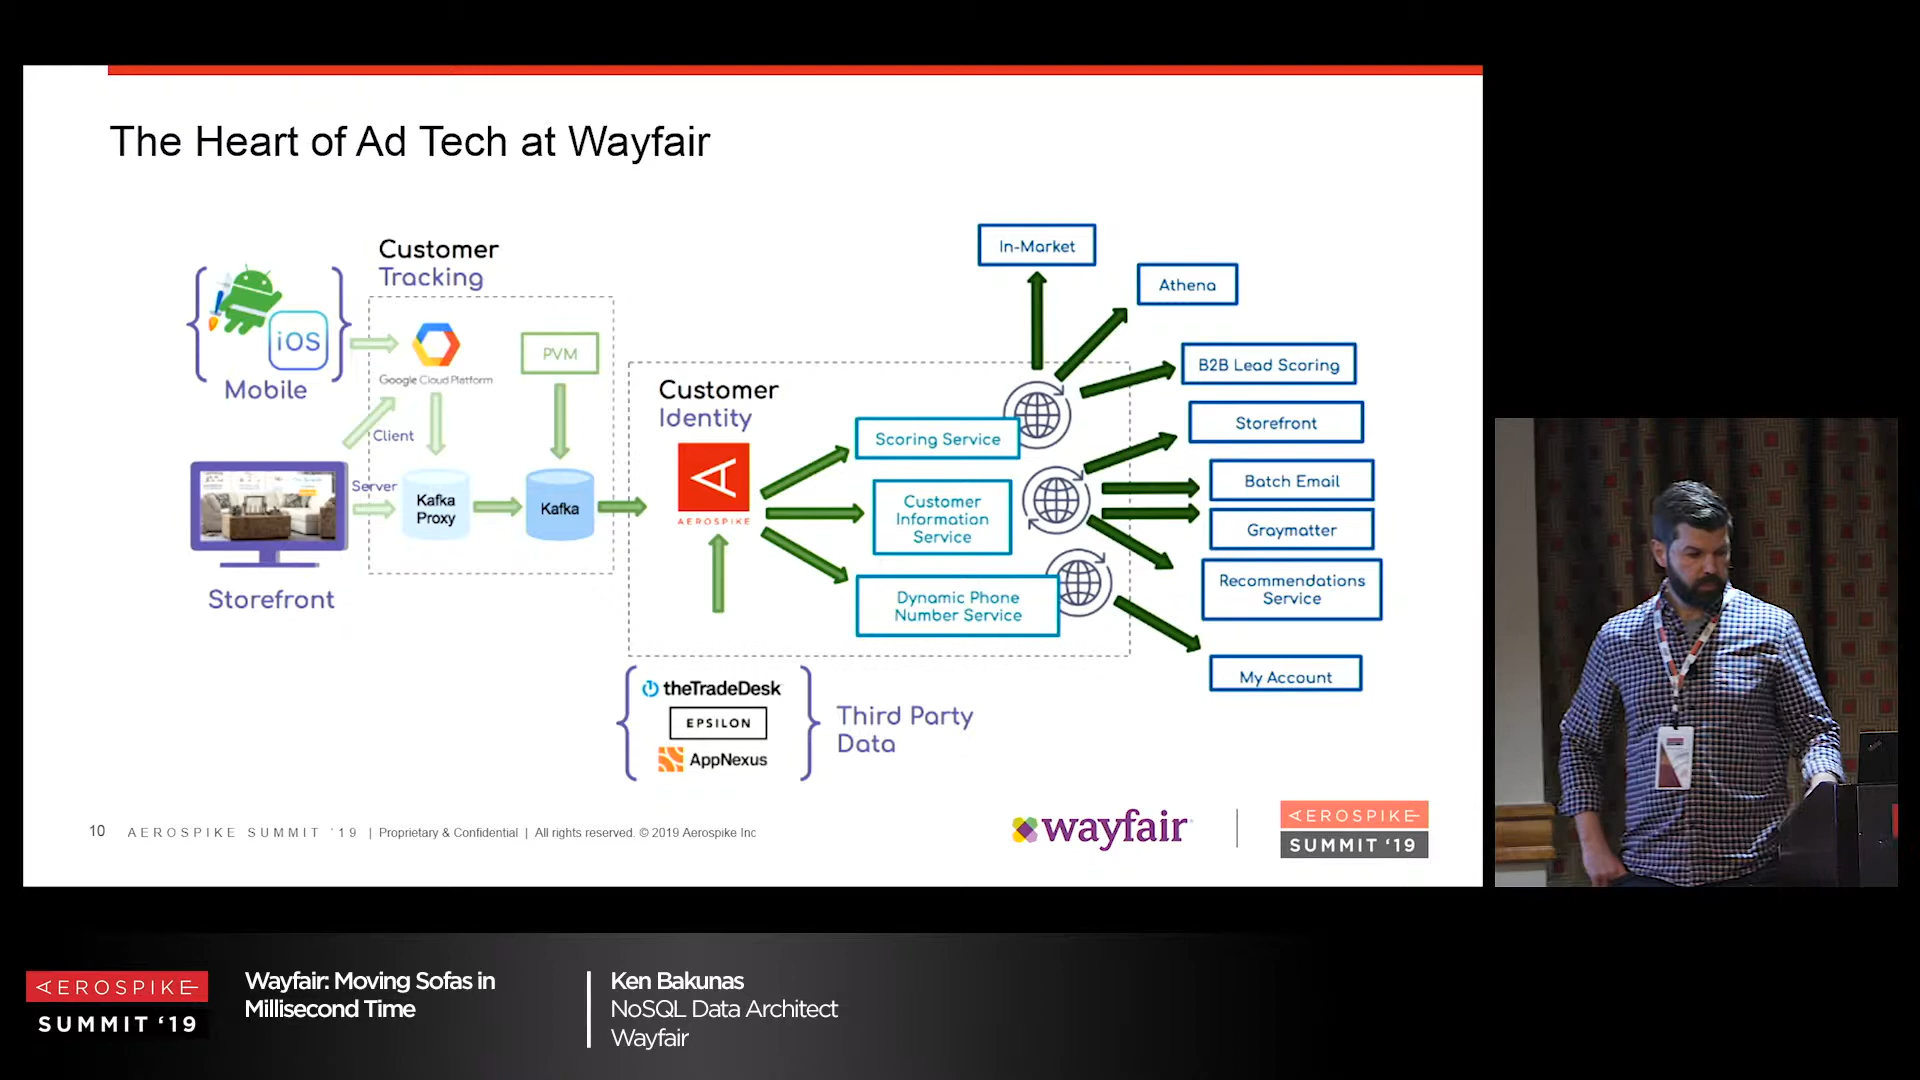 The Heart of Ad Tech at Wayfair
Customer
Tracking
iOS
Mobile
Google Cloud Platform
PVM
Client
Server
Kafka
Proxy
Kafka
Storefront
Customer
Identity
AEROSPIKE
Scoring Service
Customer
Information
Service
Dynamic Phone
Number Service
In-Market
Athena
B2B Lead Scoring
Storefront
Batch Email
Graymatter
Recommendations
Service
My Account
theTradeDesk
EPSILON
AppNexus
Third Party
Data
10 AEROSPIKE SUMMIT '19 | Proprietary & Confidential | All rights reserved. © 2019 Aerospike Inc
wayfair
AEROSPIKE
SUMMIT '19
AEROSPIKE
SUMMIT '19
Wayfair: Moving Sofas in
Millisecond Time
Ken Bakunas
NoSQL Data Architect
Wayfair